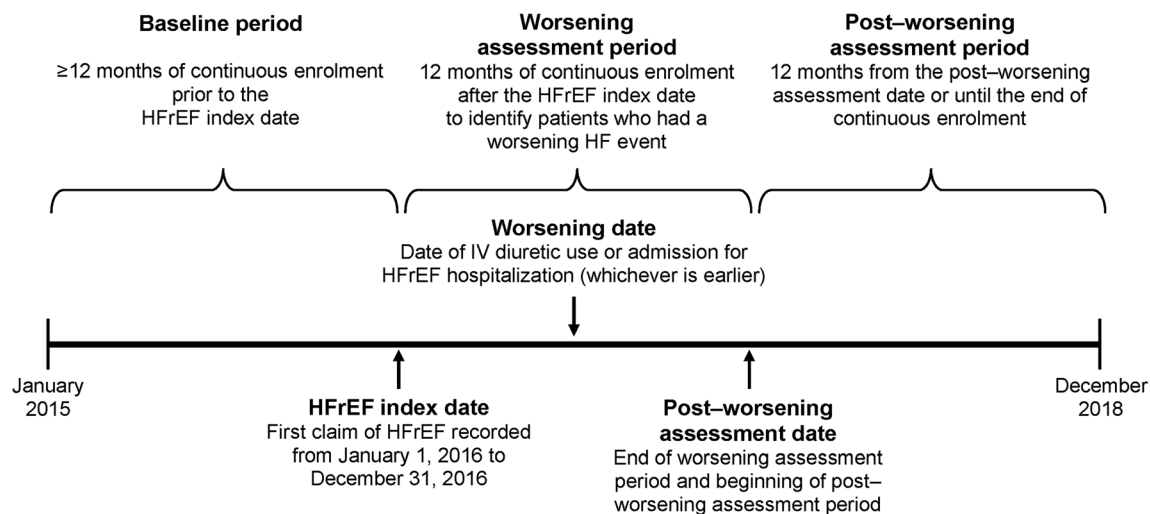 Baseline period
≥12 months of continuous enrolment
prior to the
HFrEF index date
Worsening
assessment period
12 months of continuous enrolment
after the HFrEF index date
to identify patients who had a
worsening HF event
Post–worsening
assessment period
12 months from the post–worsening
assessment date or until the end of
continuous enrolment
Worsening date
Date of IV diuretic use or admission for
HFrEF hospitalization (whichever is earlier)
January
2015
December
2018
HFrEF index date
First claim of HFrEF recorded
from January 1, 2016 to
December 31, 2016
Post–worsening
assessment date
End of worsening assessment
period and beginning of post–
worsening assessment period